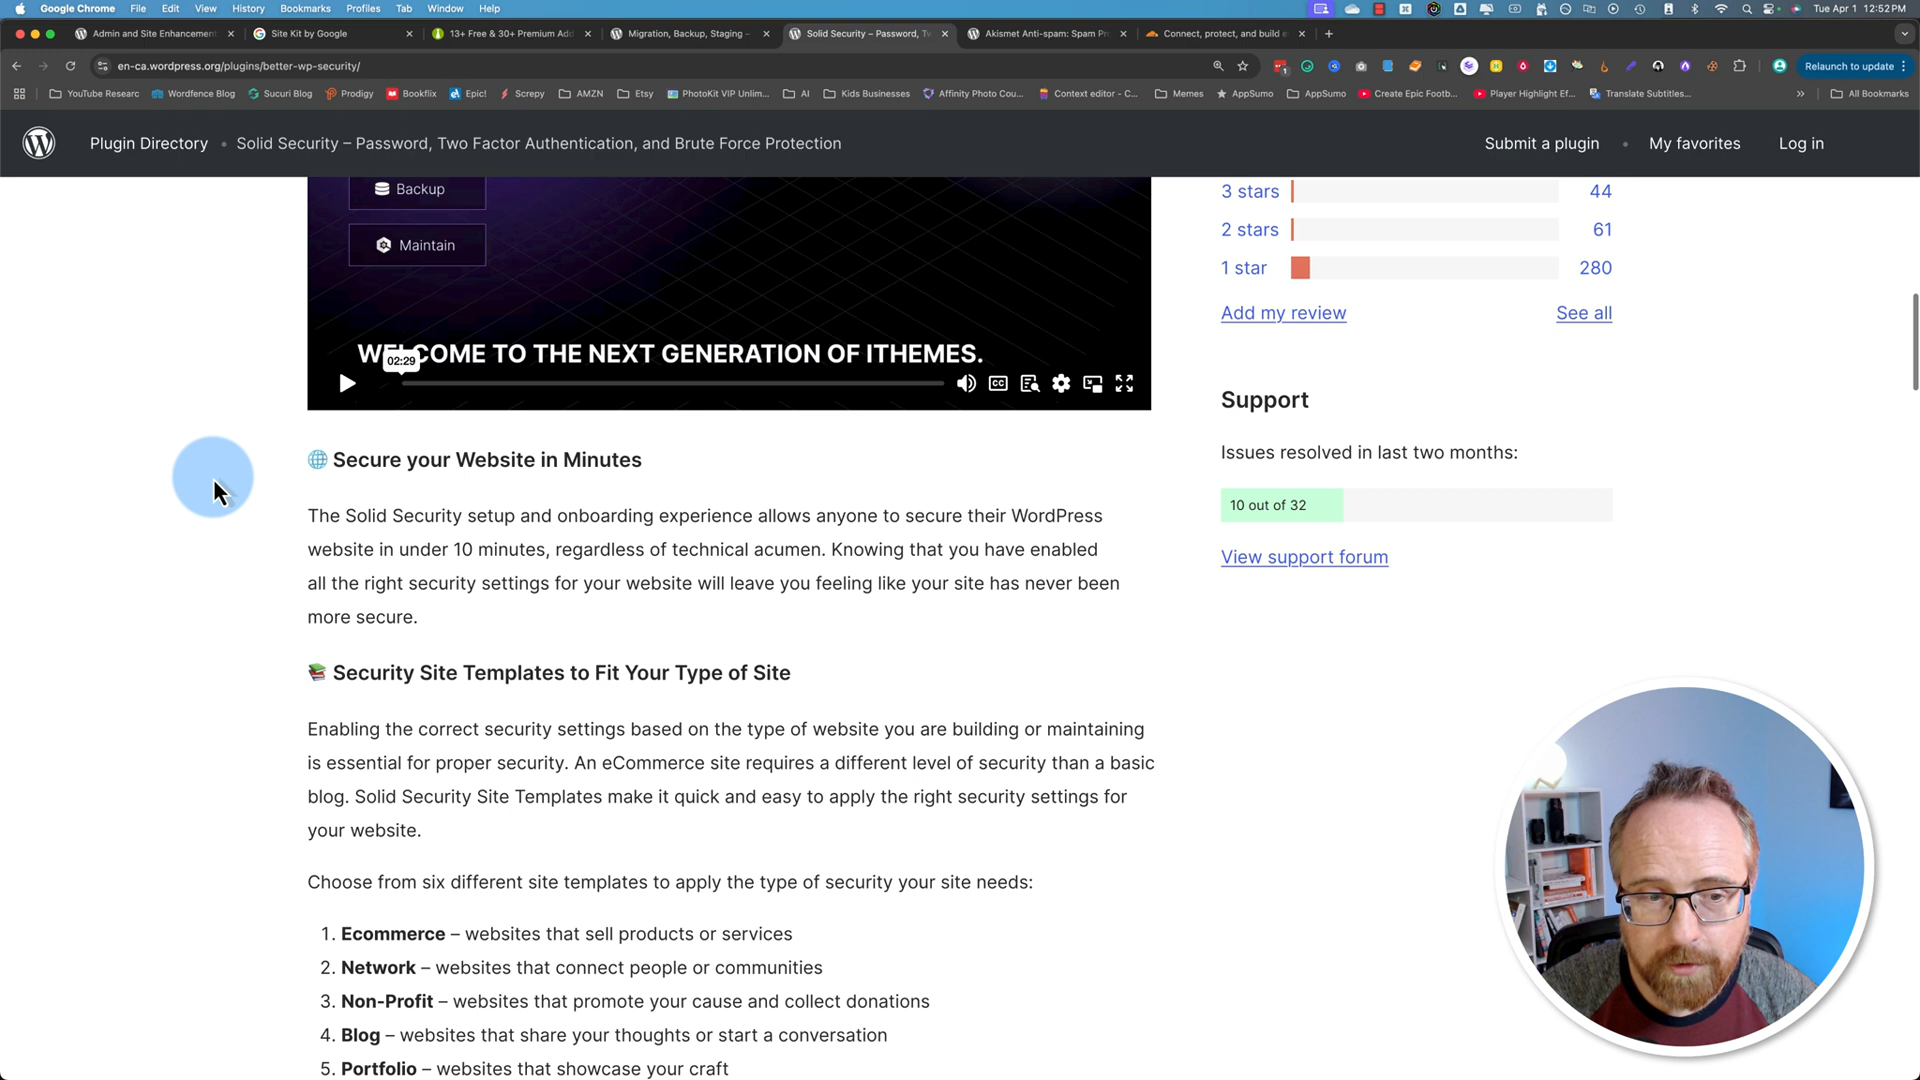 Google Chrome File Edit View History Bookmarks Profiles Tab Window Help Tue Apr 1 12:52PM
Admin and Site Enhancement
Site Kit by Google
13+ Free & 30+ Premium Add
Migration, Backup, Staging –
Solid Security – Password, Tw
Akismet Anti-spam: Spam Pr
Connect, protect, and build e
en-ca.wordpress.org/plugins/better-wp-security/
Relaunch to update
YouTube Researc Wordfence Blog Sucuri Blog Prodigy Bookflix Epic! Screpy AMZN Etsy PhotoKit VIP Unlim... AI Kids Businesses Affinity Photo Cou... Context editor - C... Memes AppSumo AppSumo Create Epic Footb... Player Highlight Ef... Translate Subtitles... All Bookmarks
Plugin Directory • Solid Security – Password, Two Factor Authentication, and Brute Force Protection
Submit a plugin • My favorites Log in
Backup
Maintain
WELCOME TO THE NEXT GENERATION OF ITHEMES.
02:29
CC
3 stars 44
2 stars 61
1 star 280
Add my review See all
Support
Issues resolved in last two months:
10 out of 32
View support forum
Secure your Website in Minutes
The Solid Security setup and onboarding experience allows anyone to secure their WordPress
website in under 10 minutes, regardless of technical acumen. Knowing that you have enabled
all the right security settings for your website will leave you feeling like your site has never been
more secure.
Security Site Templates to Fit Your Type of Site
Enabling the correct security settings based on the type of website you are building or maintaining
is essential for proper security. An eCommerce site requires a different level of security than a basic
blog. Solid Security Site Templates make it quick and easy to apply the right security settings for
your website.
Choose from six different site templates to apply the type of security your site needs:
1. Ecommerce – websites that sell products or services
2. Network – websites that connect people or communities
3. Non-Profit – websites that promote your cause and collect donations
4. Blog – websites that share your thoughts or start a conversation
5. Portfolio – websites that showcase your craft